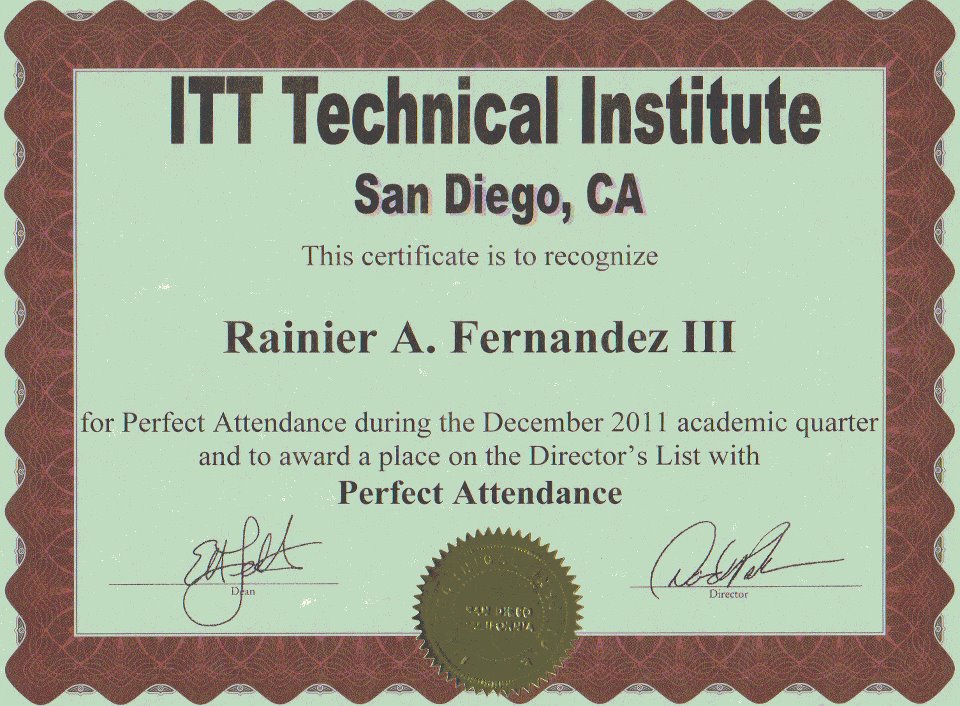 ITT Technical Institute
San Diego, CA
This certificate is to recognize
Rainier A. Fernandez III
for Perfect Attendance during the December 2011 academic quarter
and to award a place on the Director's List with
Perfect Attendance
Dean
Director
SAN DIEGO
CALIFORNIA